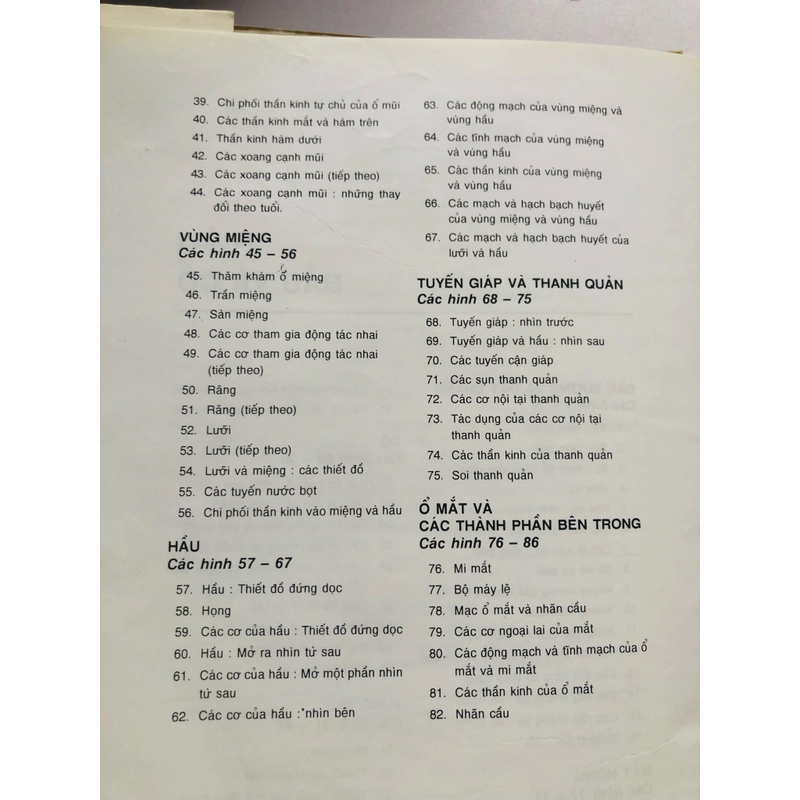 39. Chi phối thần kinh tự chủ của ổ mũi
40. Các thần kinh mắt và hàm trên
41. Thần kinh hàm dưới
42. Các xoang cạnh mũi
43. Các xoang cạnh mũi (tiếp theo)
44. Các xoang cạnh mũi : những thay
đổi theo tuổi.
VÙNG MIỆNG
Các hình 45 – 56
45. Thăm khám ổ miệng
46. Trần miệng
47. Sàn miệng
48. Các cơ tham gia động tác nhai
49. Các cơ tham gia động tác nhai
(tiếp theo)
50. Răng
51. Răng (tiếp theo)
52. Lưỡi
53. Lưỡi (tiếp theo)
54. Lưỡi và miệng : các thiết đồ
55. Các tuyến nước bọt
56. Chi phối thần kinh vào miệng và hầu
HẦU
Các hình 57 – 67
57. Hầu : Thiết đồ đứng dọc
58. Họng
59. Các cơ của hầu : Thiết đồ đứng dọc
60. Hầu : Mở ra nhìn từ sau
61. Các cơ của hầu : Mở một phần nhìn
từ sau
62. Các cơ của hầu : nhìn bên
63. Các động mạch của vùng miệng và
vùng hầu
64. Các tĩnh mạch của vùng miệng
và vùng hầu
65. Các thần kinh của vùng miệng
và vùng hầu
66. Các mạch và hạch bạch huyết
của vùng miệng và vùng hầu
67. Các mạch và hạch bạch huyết của
lưỡi và hầu
TUYẾN GIÁP VÀ THANH QUẢN
Các hình 68 – 75
68. Tuyến giáp : nhìn trước
69. Tuyến giáp và hầu : nhìn sau
70. Các tuyến cận giáp
71. Các sụn thanh quản
72. Các cơ nội tại thanh quản
73. Tác dụng của các cơ nội tại
thanh quản
74. Các thần kinh của thanh quản
75. Soi thanh quản
Ổ MẮT VÀ
CÁC THÀNH PHẦN BÊN TRONG
Các hình 76 – 86
76. Mi mắt
77. Bộ máy lệ
78. Mạc ổ mắt và nhãn cầu
79. Các cơ ngoại lai của mắt
80. Các động mạch và tĩnh mạch của ổ
mắt và mi mắt
81. Các thần kinh của ổ mắt
82. Nhãn cầu